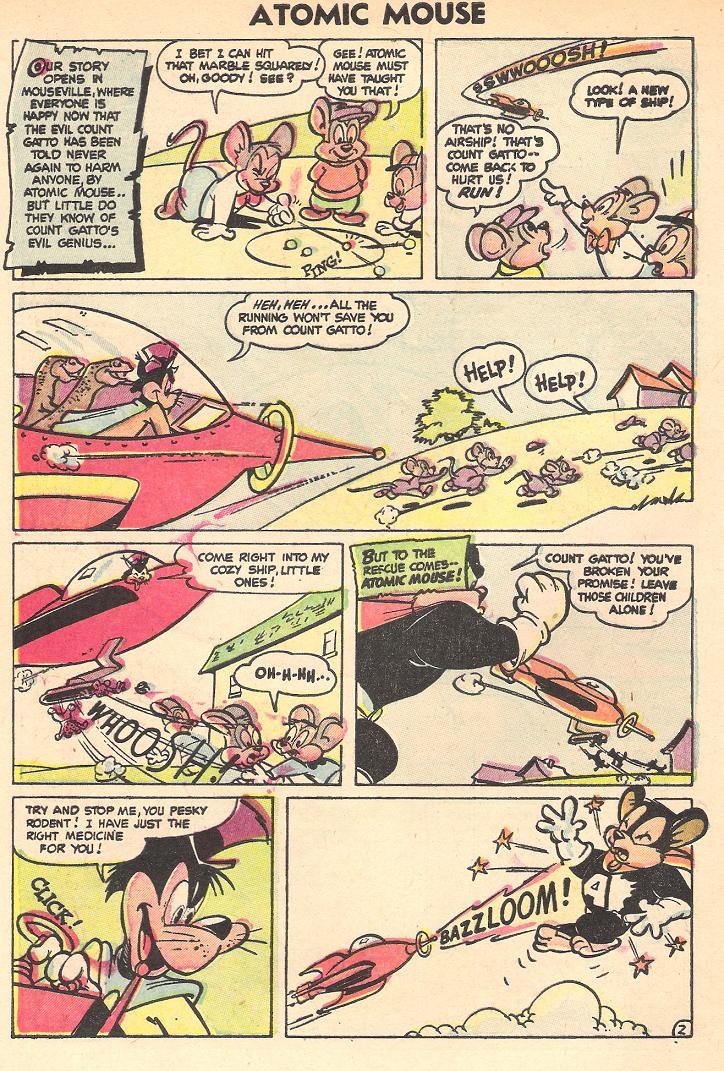 ATOMIC MOUSE
OUR STORY
OPENS IN
MOUSEVILLE, WHERE
EVERYONE IS
HAPPY NOW THAT
THE EVIL COUNT
GATTO HAS BEEN
TOLD NEVER
AGAIN TO HARM
ANYONE, BY
ATOMIC MOUSE..
BUT LITTLE DO
THEY KNOW OF
COUNT GATTO'S
EVIL GENIUS...
I BET I CAN HIT
THAT MARBLE SQUARELY!
OH, GOODY! SEE?
GEE! ATOMIC
MOUSE MUST
HAVE TAUGHT
YOU THAT!
PING!
SSWWOOOSH!
LOOK! A NEW
TYPE OF SHIP!
THAT'S NO
AIRSHIP! THAT'S
COUNT GATTO--
COME BACK TO
HURT US!
RUN!
HEH, HEH...ALL THE
RUNNING WON'T SAVE YOU
FROM COUNT GATTO!
HELP!
HELP!
COME RIGHT INTO MY
COZY SHIP, LITTLE
ONES!
OH-H-HH...
WHOOSH!!
BUT TO THE
RESCUE COMES--
ATOMIC MOUSE!
COUNT GATTO! YOU'VE
BROKEN YOUR
PROMISE! LEAVE
THOSE CHILDREN
ALONE!
TRY AND STOP ME, YOU PESKY
RODENT! I HAVE JUST THE
RIGHT MEDICINE
FOR YOU!
CLICK!
BAZZLOOM!
2